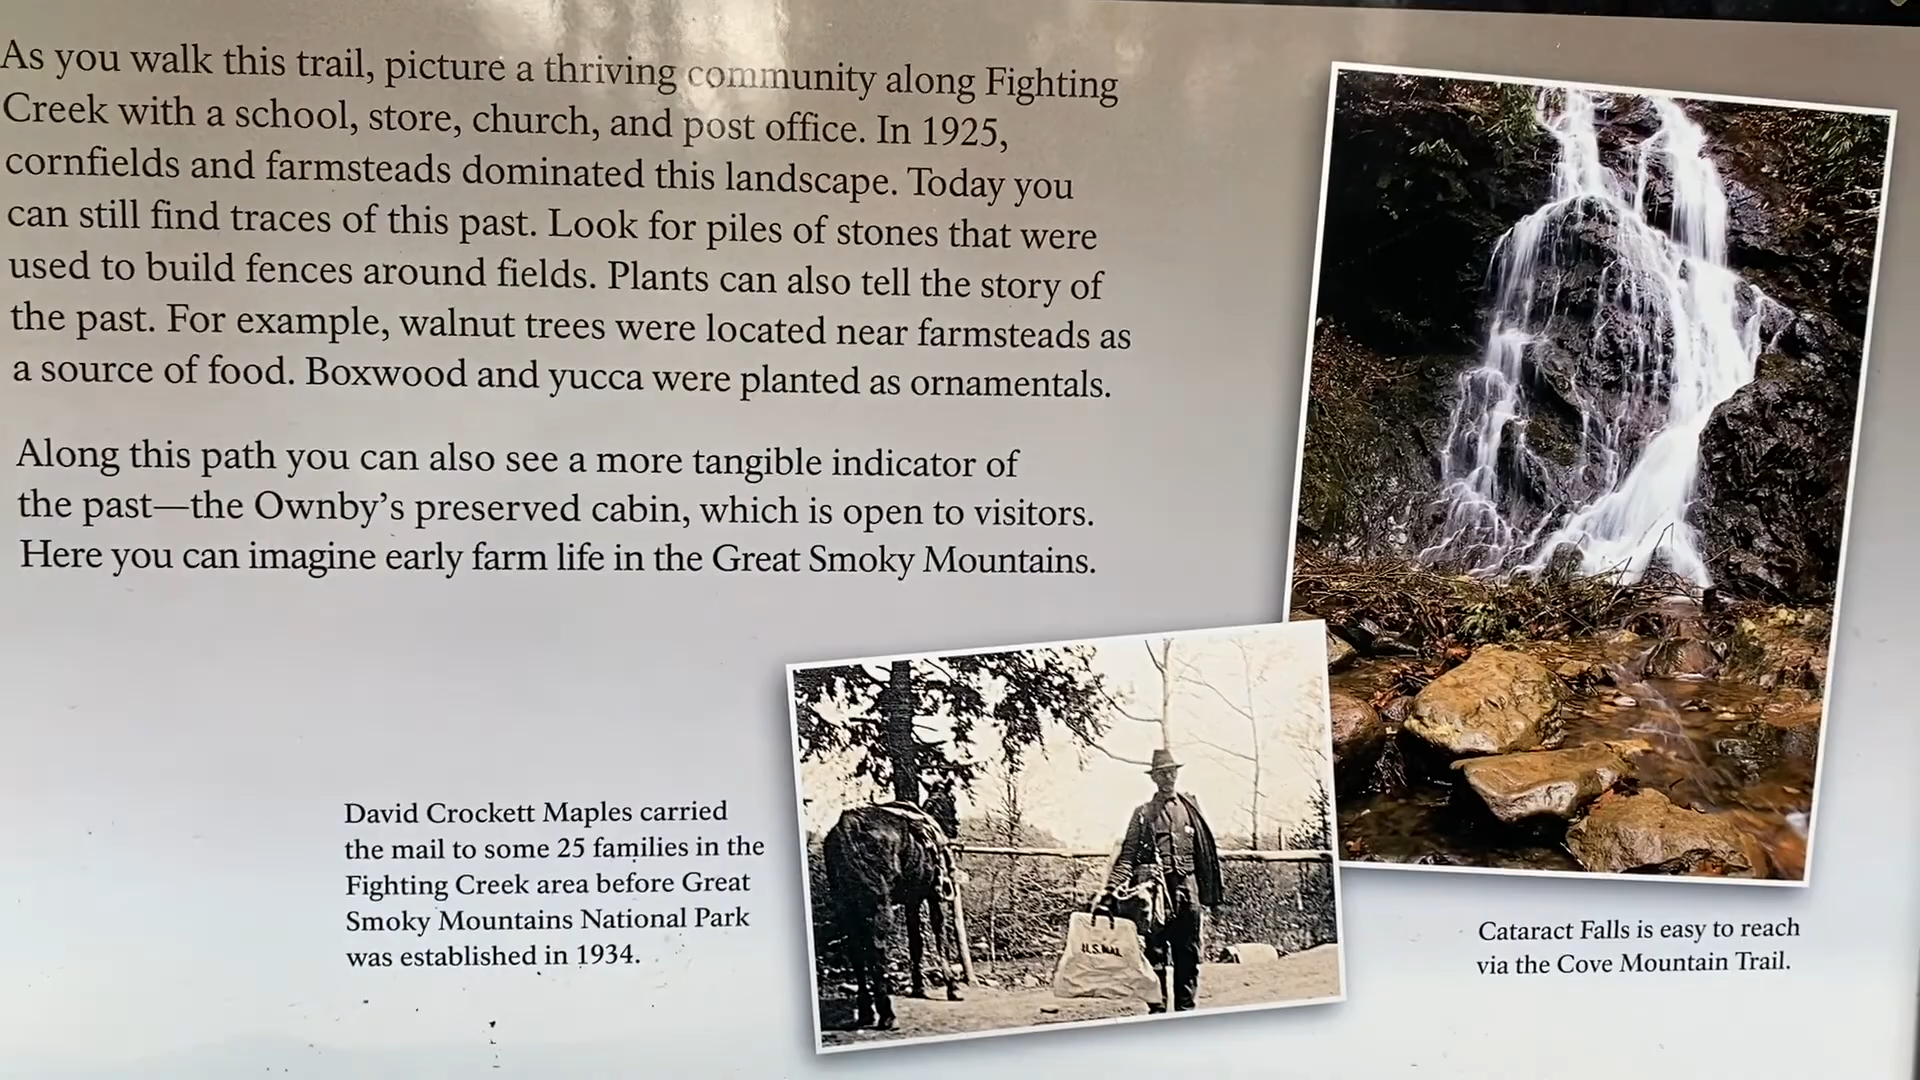 As you walk this trail, picture a thriving community along Fighting
Creek with a school, store, church, and post office. In 1925,
cornfields and farmsteads dominated this landscape. Today you
can still find traces of this past. Look for piles of stones that were
used to build fences around fields. Plants can also tell the story of
the past. For example, walnut trees were located near farmsteads as
a source of food. Boxwood and yucca were planted as ornamentals.
Along this path you can also see a more tangible indicator of
the past—the Ownby’s preserved cabin, which is open to visitors.
Here you can imagine early farm life in the Great Smoky Mountains.
David Crockett Maples carried
the mail to some 25 families in the
Fighting Creek area before Great
Smoky Mountains National Park
was established in 1934.
U.S. MAIL
Cataract Falls is easy to reach
via the Cove Mountain Trail.